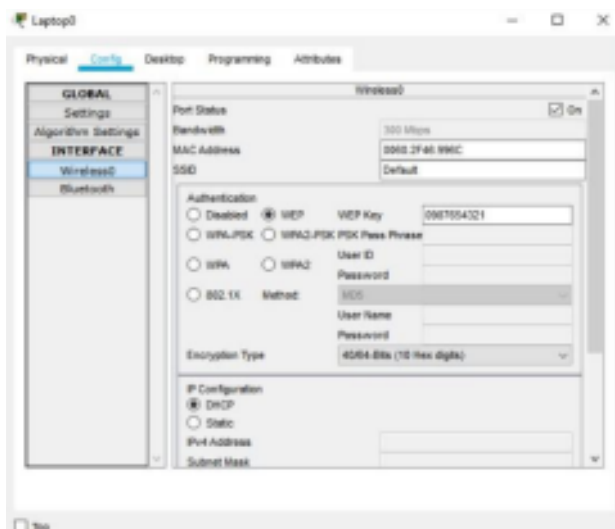 Laptop0
Physical Config Desktop Programming Attributes
GLOBAL
Settings
Algorithm Settings
INTERFACE
Wireless0
Bluetooth
Wireless0
Port Status On
Bandwidth 300 Mbps
MAC Address 0060.2F46.996C
SSID Default
Authentication
Disabled WEP WEP Key 0987654321
WPA-PSK WPA2-PSK PSK Pass Phrase
User ID
WPA WPA2
Password
802.1X Method: MD5
User Name
Password
Encryption Type 40/64-Bits (10 Hex digits)
IP Configuration
DHCP
Static
IPv4 Address
Subnet Mask
Top